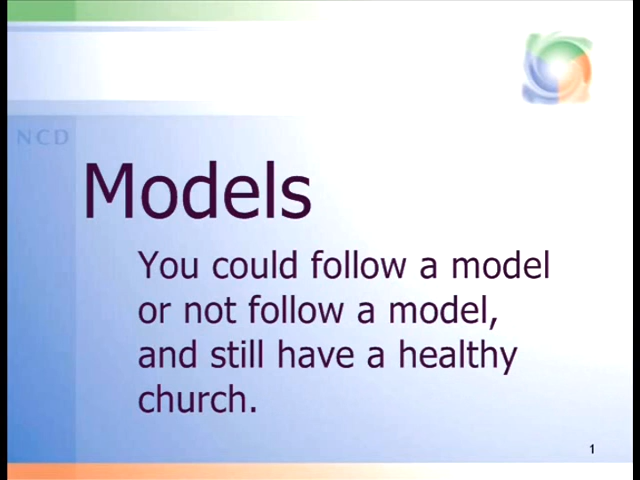 NCD
Models
You could follow a model
or not follow a model,
and still have a healthy
church.
1